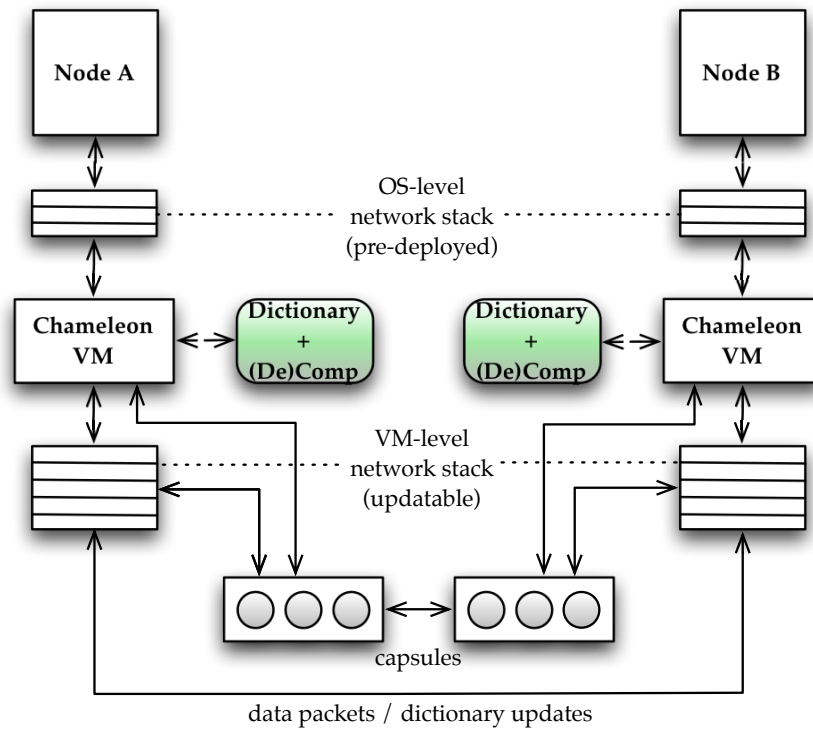 Node A
Node B
OS-level
network stack
(pre-deployed)
Chameleon
VM
Dictionary
+
(De)Comp
Dictionary
+
(De)Comp
Chameleon
VM
VM-level
network stack
(updatable)
capsules
data packets / dictionary updates